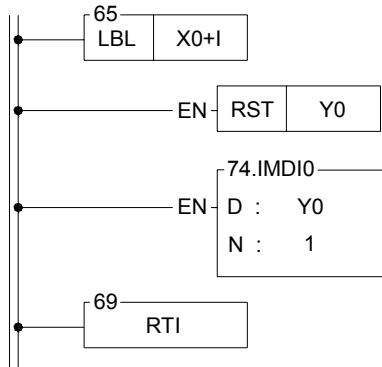 65
LBL X0+I
EN RST Y0
74.IMDI0
EN D : Y0
N : 1
69
RTI